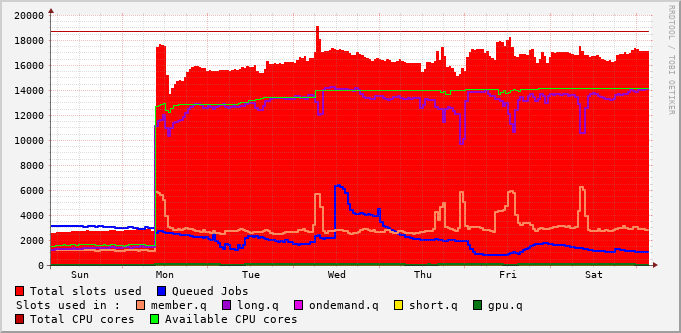 20000
18000
16000
14000
12000
10000
8000
6000
4000
2000
0
Sun Mon Tue Wed Thu Fri Sat
RRDTOOL / TOBI OETIKER
Total slots used Queued Jobs
Slots used in : member.q long.q ondemand.q short.q gpu.q
Total CPU cores Available CPU cores